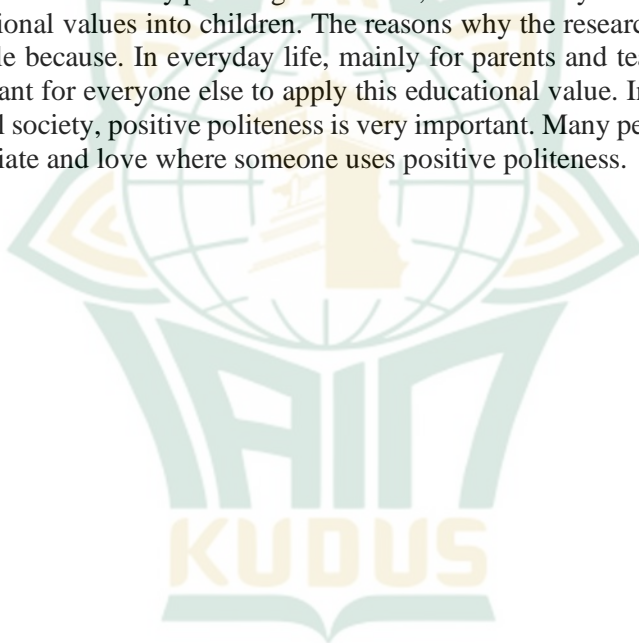 ional values into children. The reasons why the research
le because. In everyday life, mainly for parents and tea
ant for everyone else to apply this educational value. In
l society, positive politeness is very important. Many pe
iate and love where someone uses positive politeness.
IAIN
KUDUS